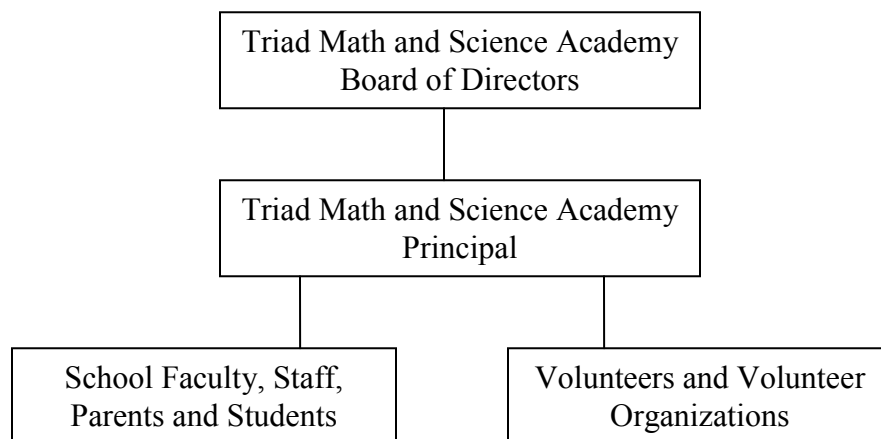 Triad Math and Science Academy
Board of Directors
Triad Math and Science Academy
Principal
School Faculty, Staff,
Parents and Students
Volunteers and Volunteer
Organizations